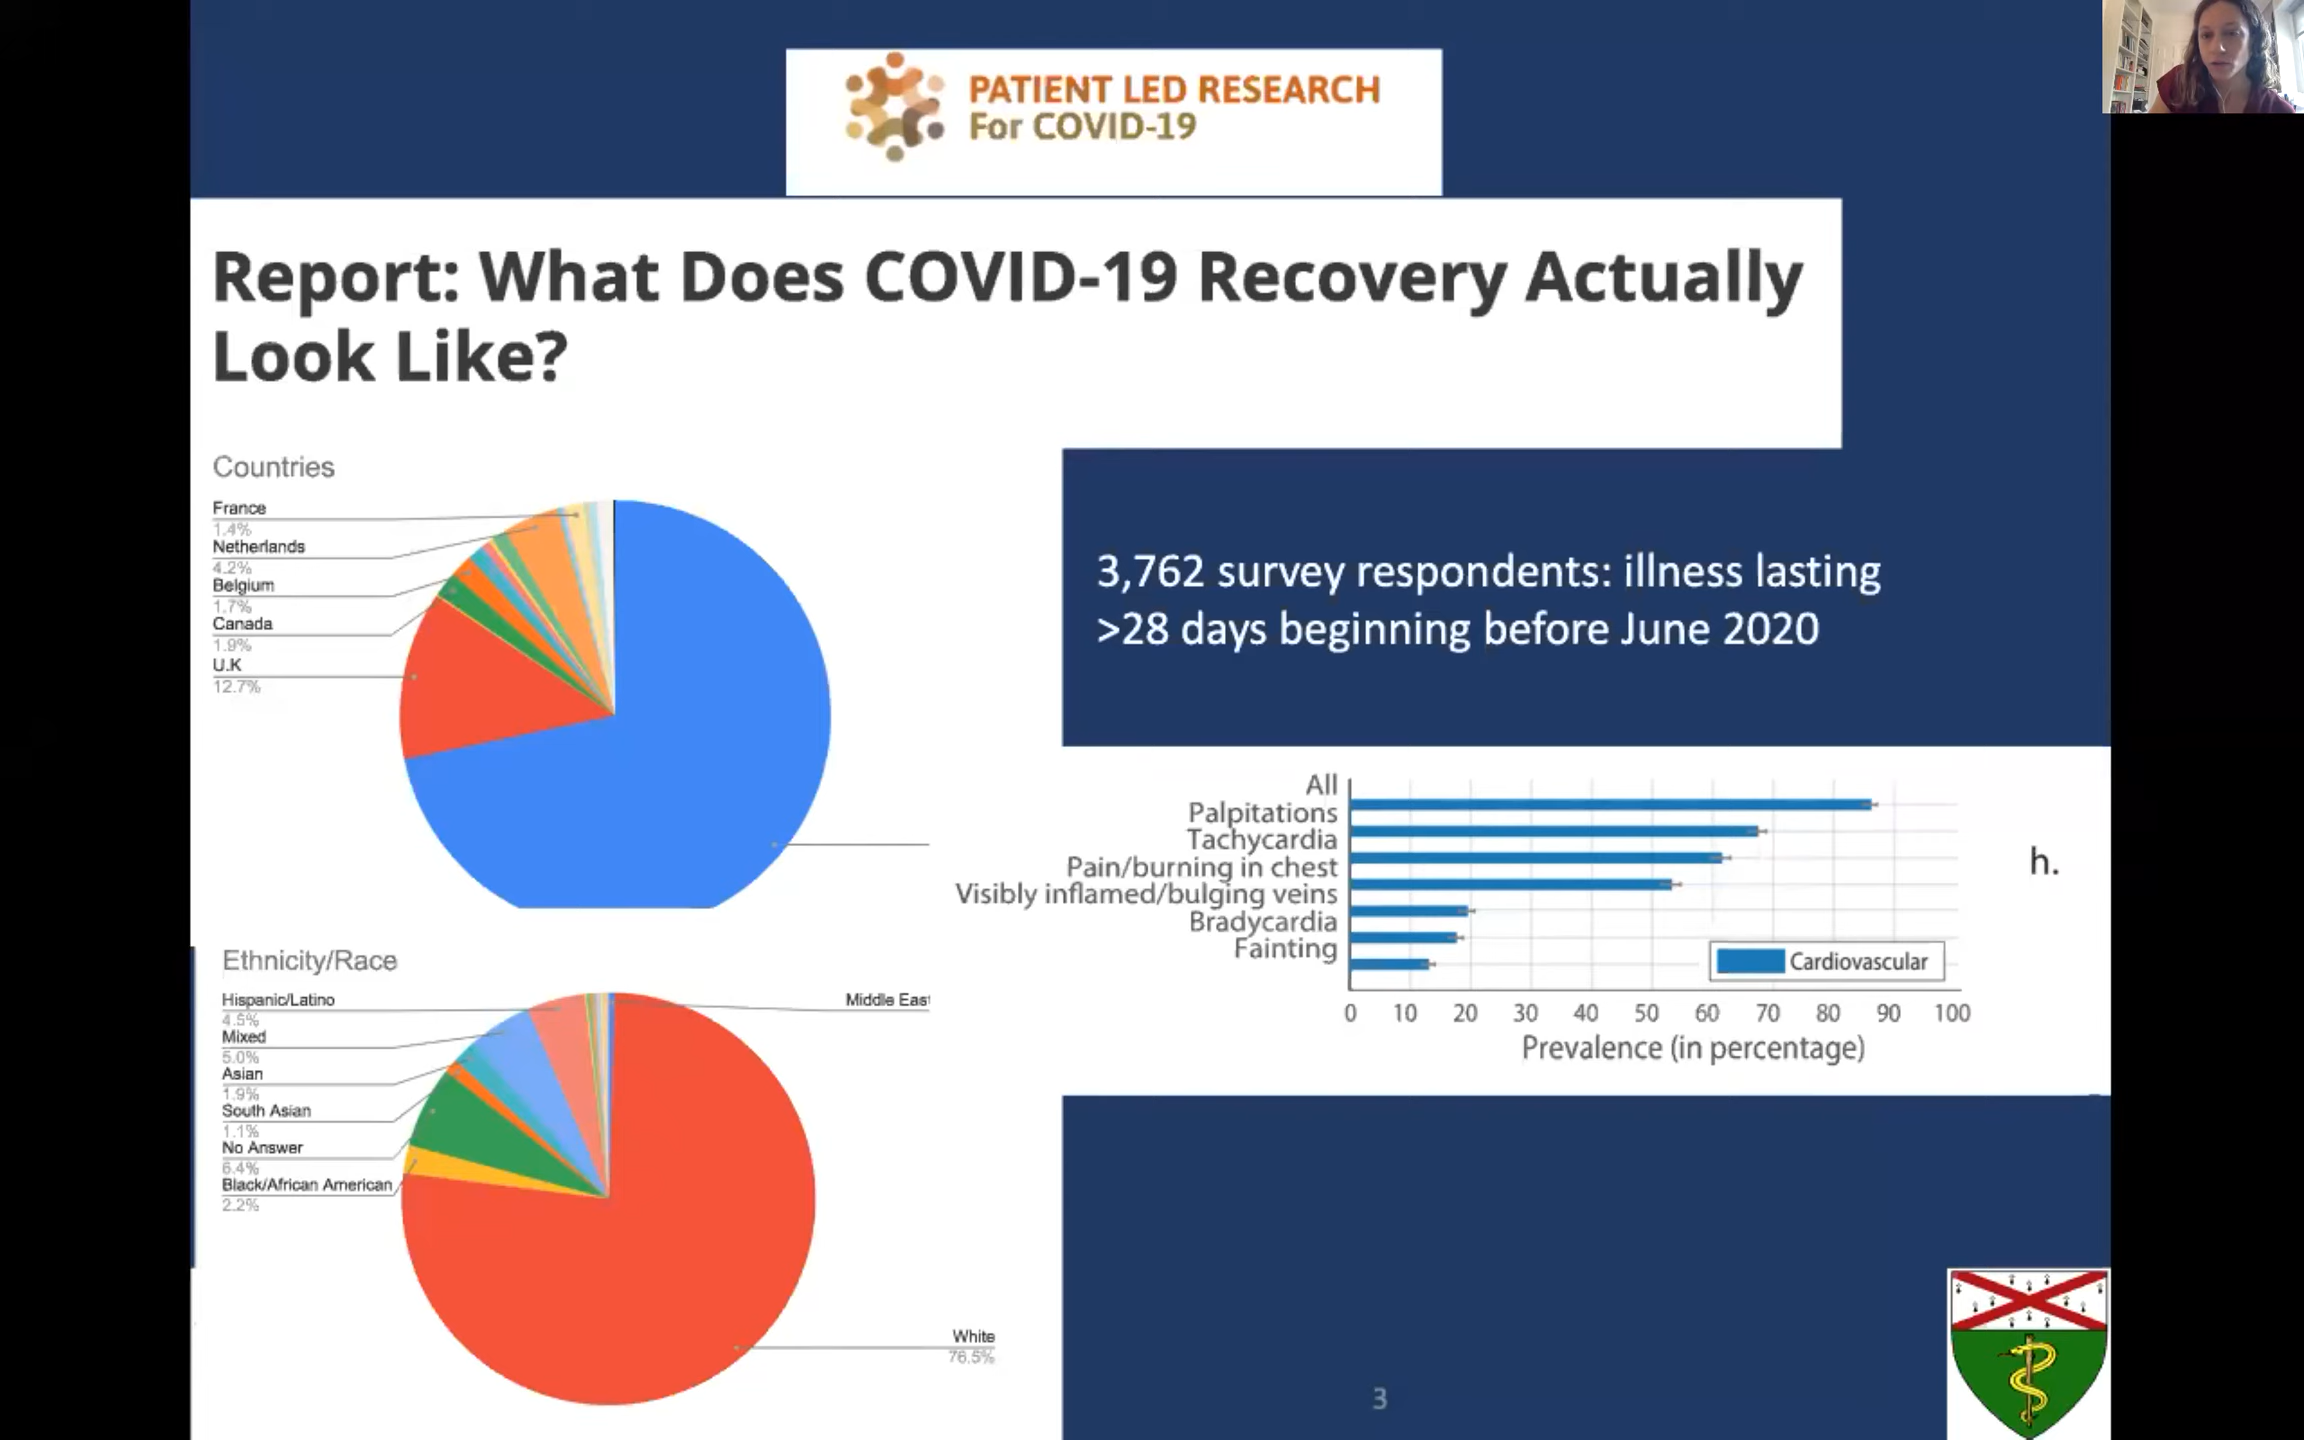 PATIENT LED RESEARCH
For COVID-19
Report: What Does COVID-19 Recovery Actually
Look Like?
Countries
France
1.4%
Netherlands
4.2%
Belgium
1.7%
Canada
1.9%
U.K
12.7%
3,762 survey respondents: illness lasting
>28 days beginning before June 2020
All
Palpitations
Tachycardia
Pain/burning in chest
Visibly inflamed/bulging veins
Bradycardia
Fainting
h.
Cardiovascular
0 10 20 30 40 50 60 70 80 90 100
Prevalence (in percentage)
Ethnicity/Race
Hispanic/Latino
4.5%
Mixed
5.0%
Asian
1.9%
South Asian
1.1%
No Answer
6.4%
Black/African American
2.2%
Middle East
White
76.5%
3